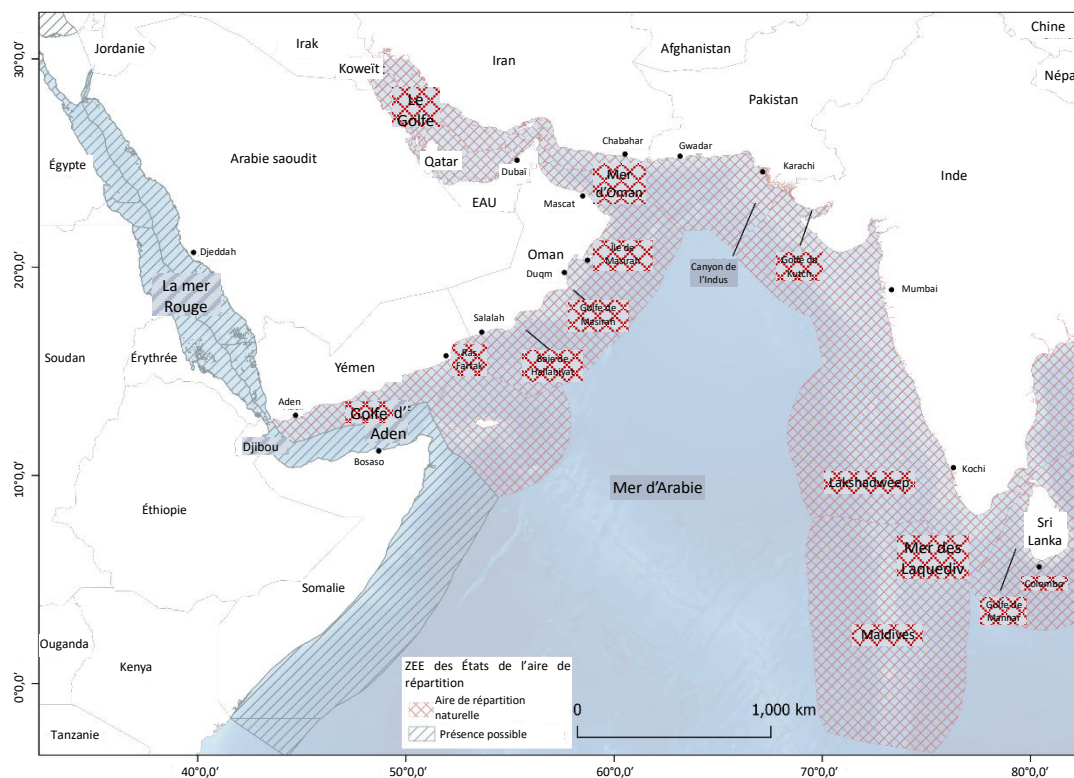 Jordanie
Irak
Iran
Afghanistan
Chine
Népa
Koweït
Pakistan
Le
Golfe
Égypte
Arabie saoudit
Qatar
Dubaï
EAU
Chabahar
Gwadar
Karachi
Inde
Mer
d'Oman
Mascat
Djeddah
Oman
Île de
Masirah
Duqm
Canyon de
l'Indus
Golfe de
Kutch
Mumbai
La mer
Rouge
Golfe de
Masirah
Salalah
Soudan
Érythrée
Yémen
Ras
Fartak
Baie de
Hallaniyat
Aden
Golfe d'
Aden
Djibou
Bosaso
Mer d'Arabie
Kochi
Lakshadweep
Éthiopie
Sri
Lanka
Mer des
Laquédiv
Colombo
Somalie
Golfe de
Mannar
Maldives
Ouganda
Kenya
Tanzanie
ZEE des États de l'aire de
répartition
Aire de répartition
naturelle
Présence possible
0
1,000 km
30°0,0'
20°0,0'
10°0,0'
0°0,0'
40°0,0'
50°0,0'
60°0,0'
70°0,0'
80°0,0'